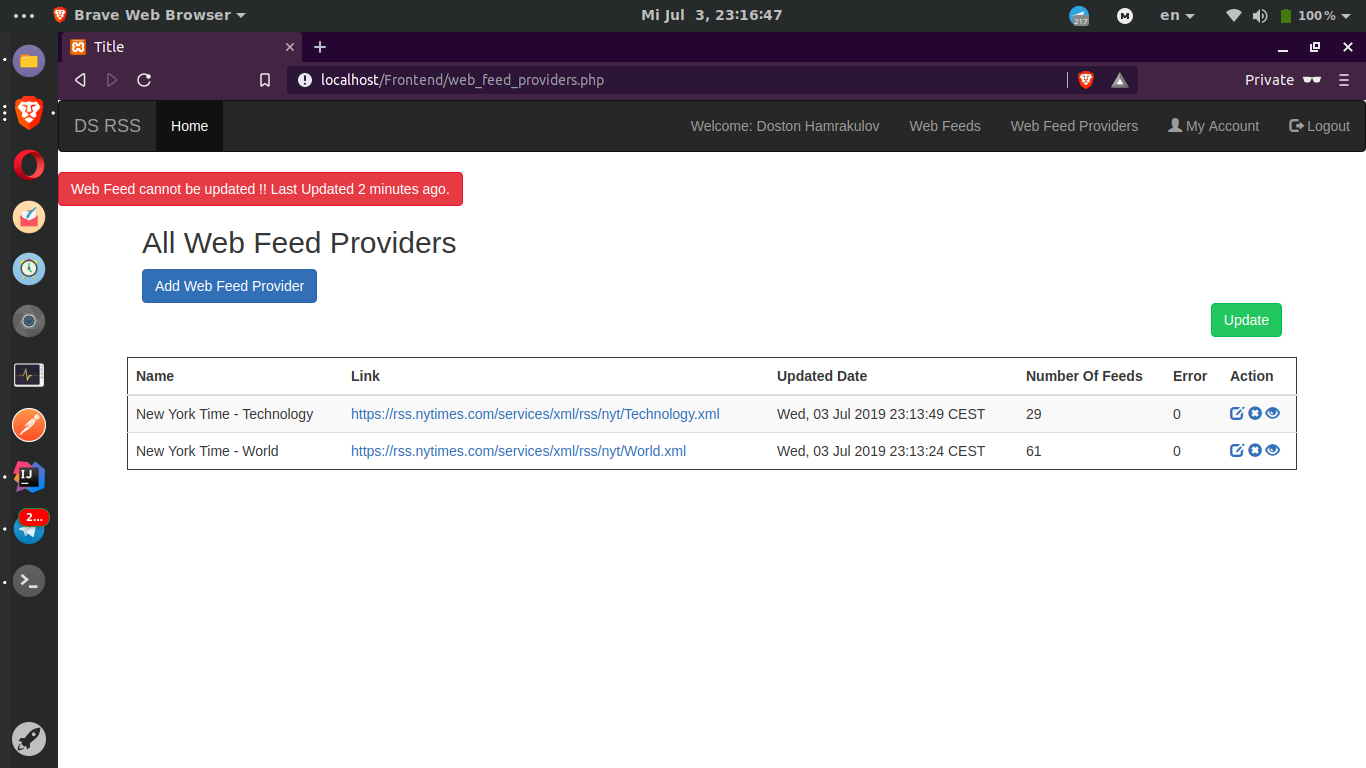 Brave Web Browser
Mi Jul 3, 23:16:47
217
M
en
100 %
Title
localhost/Frontend/web_feed_providers.php
Private
DS RSS
Home
Welcome: Doston Hamrakulov
Web Feeds
Web Feed Providers
My Account
Logout
Web Feed cannot be updated !! Last Updated 2 minutes ago.
All Web Feed Providers
Add Web Feed Provider
Update
Name Link Updated Date Number Of Feeds Error Action
New York Time - Technology https://rss.nytimes.com/services/xml/rss/nyt/Technology.xml Wed, 03 Jul 2019 23:13:49 CEST 29 0
New York Time - World https://rss.nytimes.com/services/xml/rss/nyt/World.xml Wed, 03 Jul 2019 23:13:24 CEST 61 0
IJ
2...